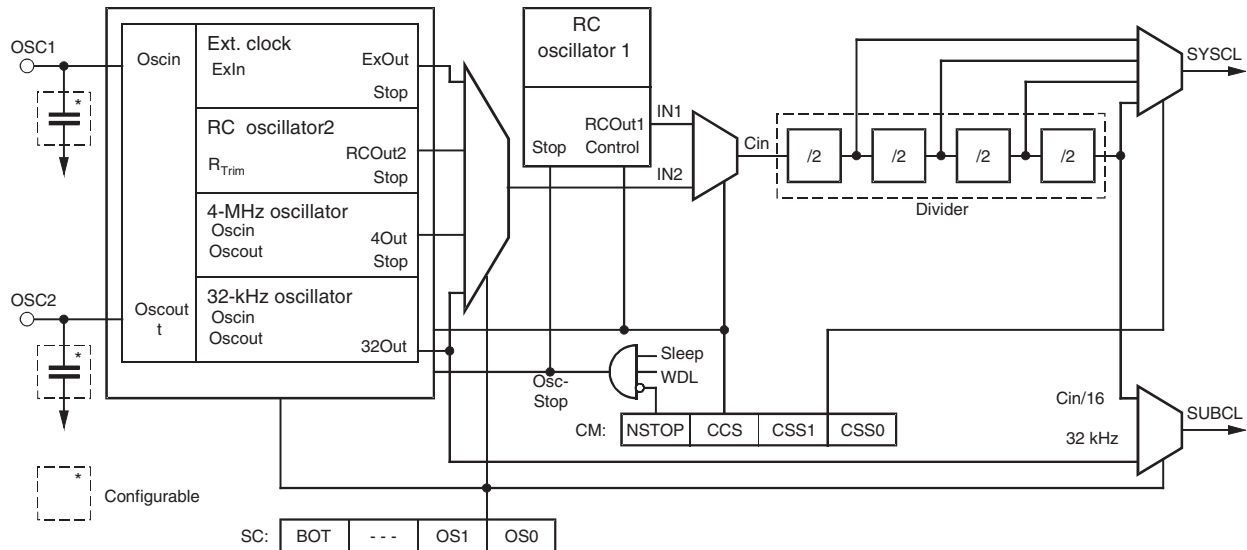 OSC1
*
OSC2
*
*
Configurable
Oscin
Oscout
t
Ext. clock
ExIn
ExOut
Stop
RC oscillator2
RCOut2
RTrim
Stop
4-MHz oscillator
Oscin
4Out
Oscout
Stop
32-kHz oscillator
Oscin
Oscout
32Out
RC
oscillator 1
RCOut1
Stop Control
IN1
IN2
Cin
/2 /2 /2 /2
Divider
SYSCL
Sleep
WDL
Osc-
Stop
CM: NSTOP CCS CSS1 CSS0
Cin/16
32 kHz
SUBCL
SC: BOT - - - OS1 OS0